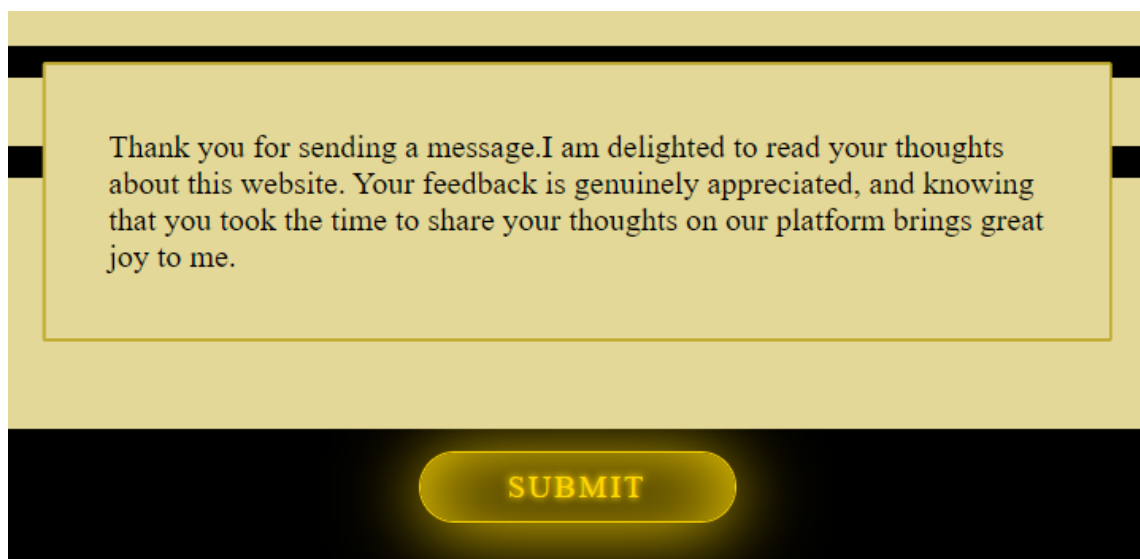 Thank you for sending a message.I am delighted to read your thoughts
about this website. Your feedback is genuinely appreciated, and knowing
that you took the time to share your thoughts on our platform brings great
joy to me.
SUBMIT